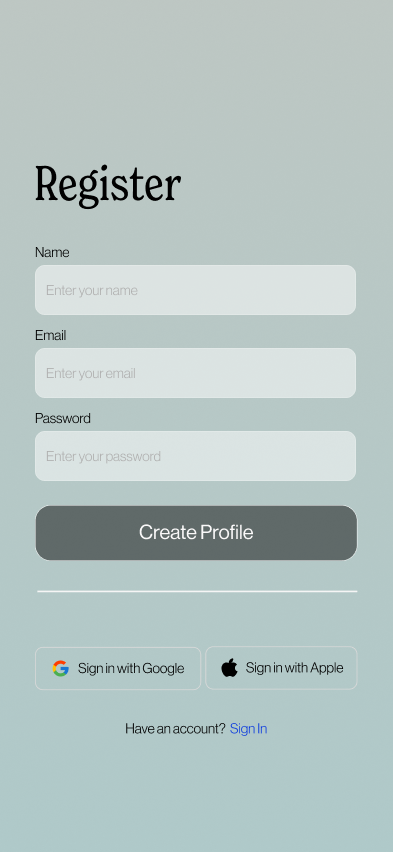 Register
Name
Enter your name
Email
Enter your email
Password
Enter your password
Create Profile
Sign in with Google
Sign in with Apple
Have an account? Sign In